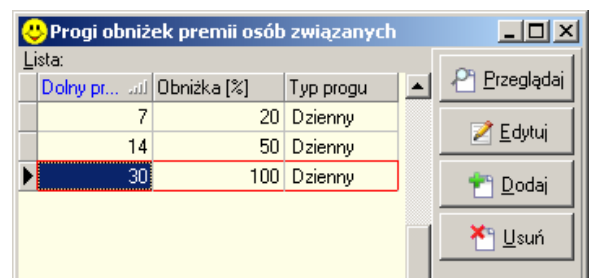 Progi obniżek premii osób związanych
Lista:
Dolny pr... Obniżka [%] Typ progu
7 20 Dzienny
14 50 Dzienny
30 100 Dzienny
Przeglądaj
Edytuj
Dodaj
Usuń